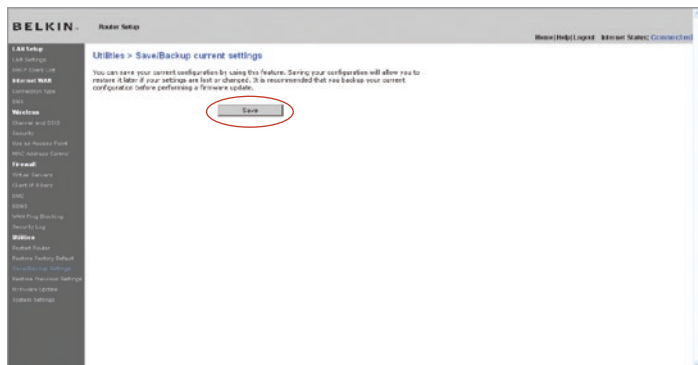 BELKIN.
Router Setup
Home|Help|Logout Internet Status: Connected
LAN Setup
LAN Settings
DHCP Client List
Internet WAN
Connection Type
DNS
Wireless
Channel and SSID
Security
Use as Access Point
MAC Address Control
Firewall
Virtual Servers
Client IP Filters
DMZ
DDNS
WAN Ping Blocking
Security Log
Utilities
Restart Router
Restore Factory Default
Save/Backup Settings
Restore Previous Settings
Firmware Update
System Settings
Utilities > Save/Backup current settings
You can save your current configuration by using this feature. Saving your configuration will allow you to
restore it later if your settings are lost or changed. It is recommended that you backup your current
configuration before performing a firmware update.
Save